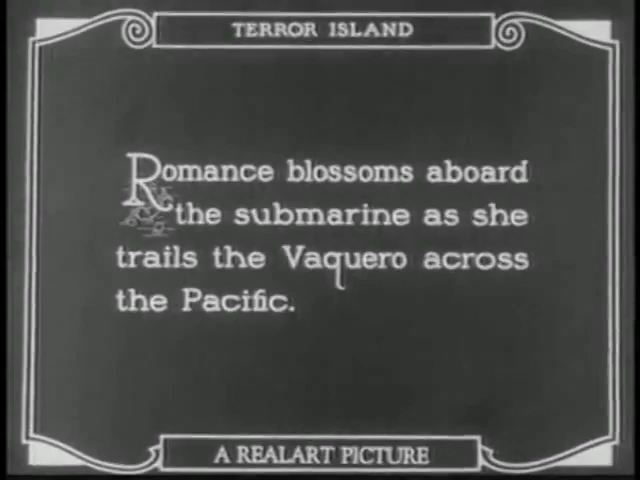 TERROR ISLAND
Romance blossoms aboard
the submarine as she
trails the Vaquero across
the Pacific.
A REALART PICTURE